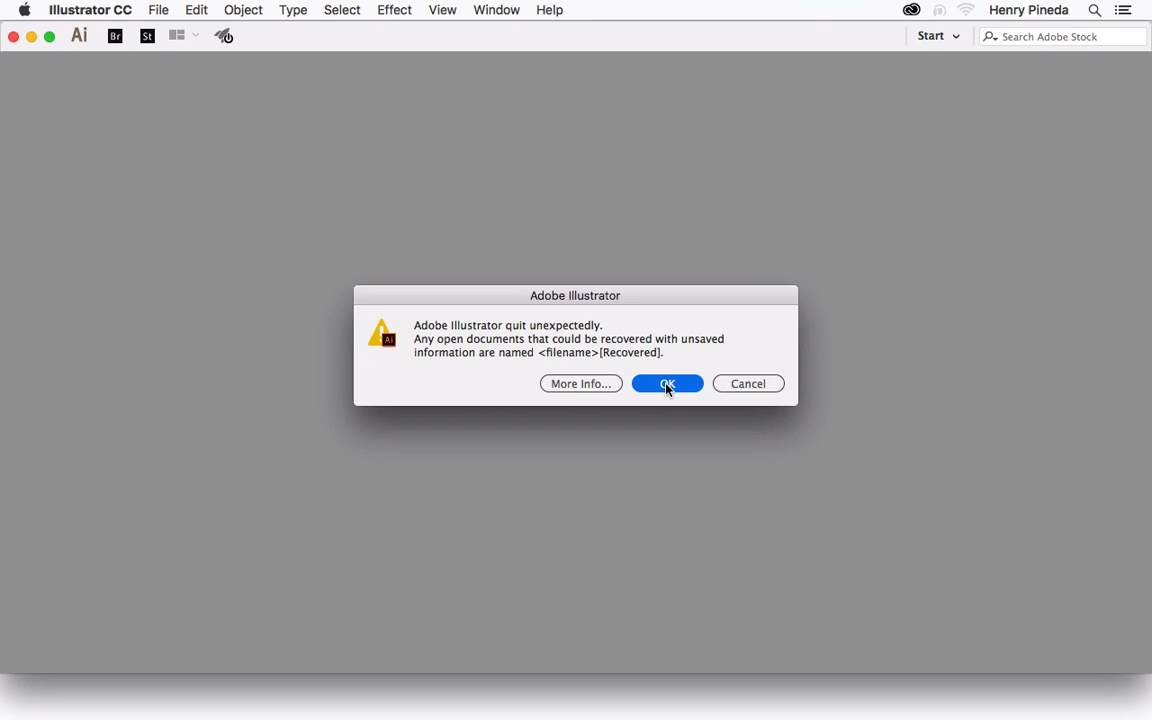 Illustrator CC File Edit Object Type Select Effect View Window Help Henry Pineda
Ai Br St Start Search Adobe Stock
Adobe Illustrator
Adobe Illustrator quit unexpectedly.
Any open documents that could be recovered with unsaved
information are named <filename>[Recovered].
Ai
More Info... OK Cancel